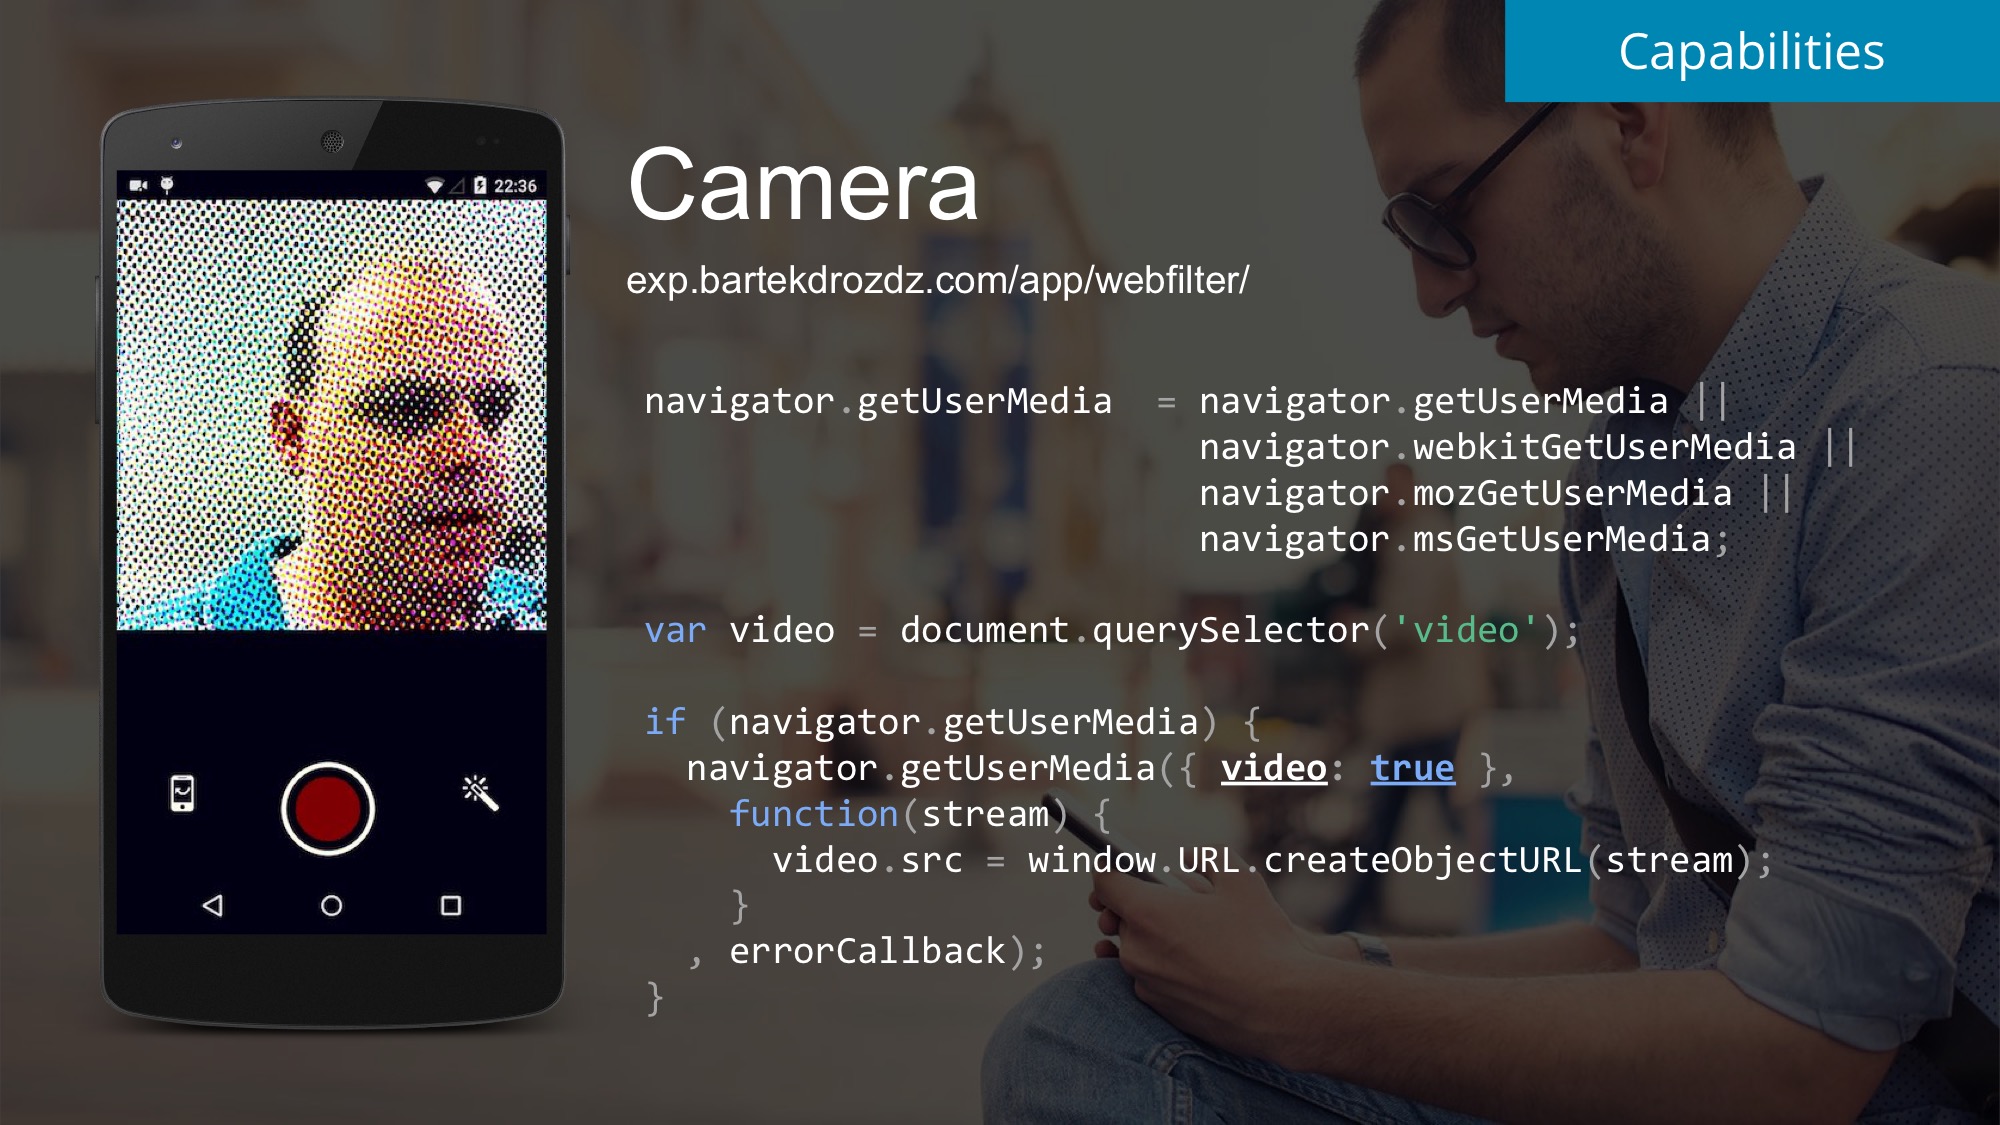 Capabilities
22:36
Camera
exp.bartekdrozdz.com/app/webfilter/
navigator.getUserMedia  = navigator.getUserMedia ||
                          navigator.webkitGetUserMedia ||
                          navigator.mozGetUserMedia ||
                          navigator.msGetUserMedia;
var video = document.querySelector('video');
if (navigator.getUserMedia) {
  navigator.getUserMedia({ video: true },
    function(stream) {
      video.src = window.URL.createObjectURL(stream);
    }
  , errorCallback);
}